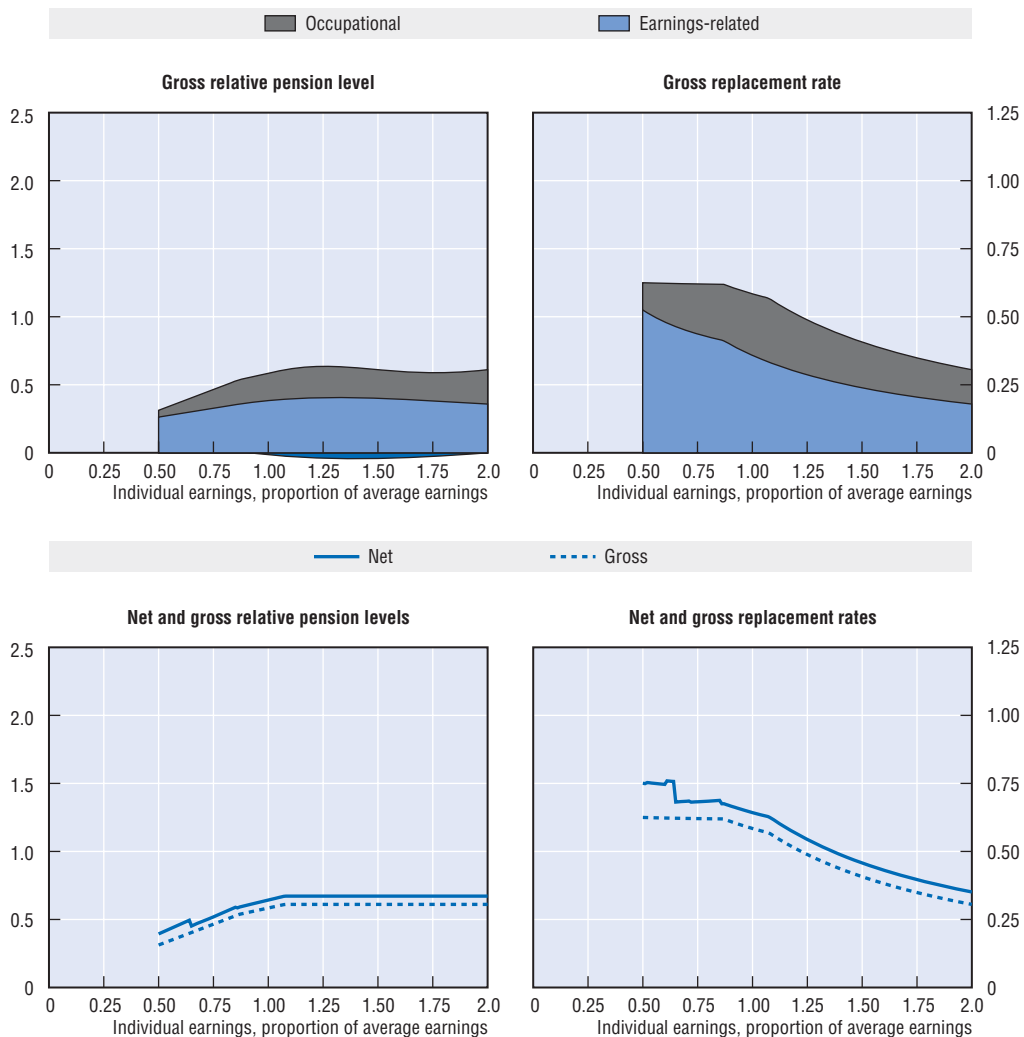 Occupational Earnings-related
Gross relative pension level
2.5
2.0
1.5
1.0
0.5
0
0 0.25 0.50 0.75 1.00 1.25 1.50 1.75 2.0
Individual earnings, proportion of average earnings
Gross replacement rate
1.25
1.00
0.75
0.50
0.25
0
0 0.25 0.50 0.75 1.00 1.25 1.50 1.75 2.0
Individual earnings, proportion of average earnings
Net Gross
Net and gross relative pension levels
2.5
2.0
1.5
1.0
0.5
0
0 0.25 0.50 0.75 1.00 1.25 1.50 1.75 2.0
Individual earnings, proportion of average earnings
Net and gross replacement rates
1.25
1.00
0.75
0.50
0.25
0
0 0.25 0.50 0.75 1.00 1.25 1.50 1.75 2.0
Individual earnings, proportion of average earnings